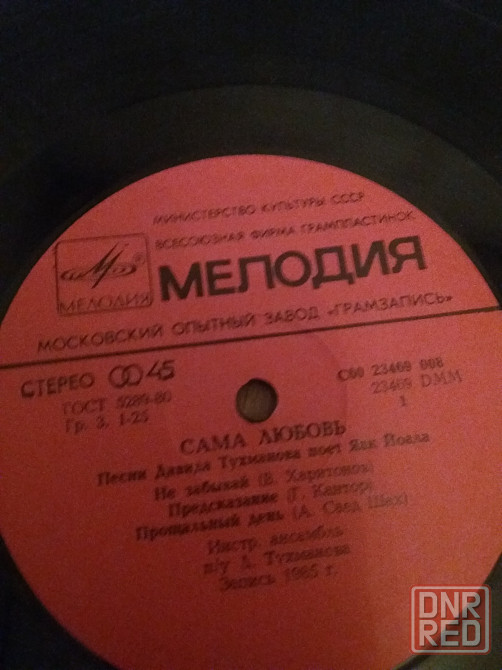 МИНИСТЕРСТВО КУЛЬТУРЫ СССР
ВСЕСОЮЗНАЯ ФИРМА ГРАМПЛАСТИНОК
МЕЛОДИЯ
МЕЛОДИЯ
МОСКОВСКИЙ ОПЫТНЫЙ ЗАВОД «ГРАМЗАПИСЬ»
СТЕРЕО 45
ГОСТ 5289-80
Гр. 3. 1-25
С60 23469 008
23469 DMM
1
САМА ЛЮБОВЬ
Песни Давида Тухманова поет Яак Йоала
Не забывай (В. Харитонов)
Предсказание (Г. Кантор)
Прощальный день (А. Саед Шах)
Инстр. ансамбль
п/у Д. Тухманова
Запись 1985 г.
DNR
RED